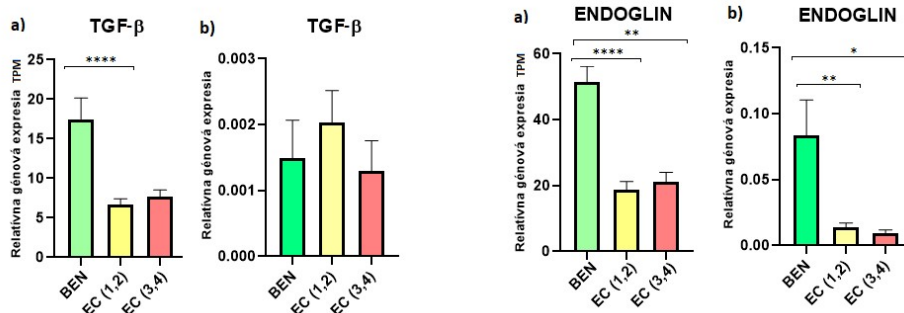 a) TGF-β
Relatívna génová expresia TPM
25
20
15
10
5
0
****
BEN
EC (1,2)
EC (3,4)
b) TGF-β
Relatívna génová expresia
0.003
0.002
0.001
0.000
BEN
EC (1,2)
EC (3,4)
a) ENDOGLIN
Relatívna génová expresia TPM
60
40
20
0
**
****
BEN
EC (1,2)
EC (3,4)
b) ENDOGLIN
Relatívna génová expresia
0.15
0.10
0.05
0.00
*
**
BEN
EC (1,2)
EC (3,4)